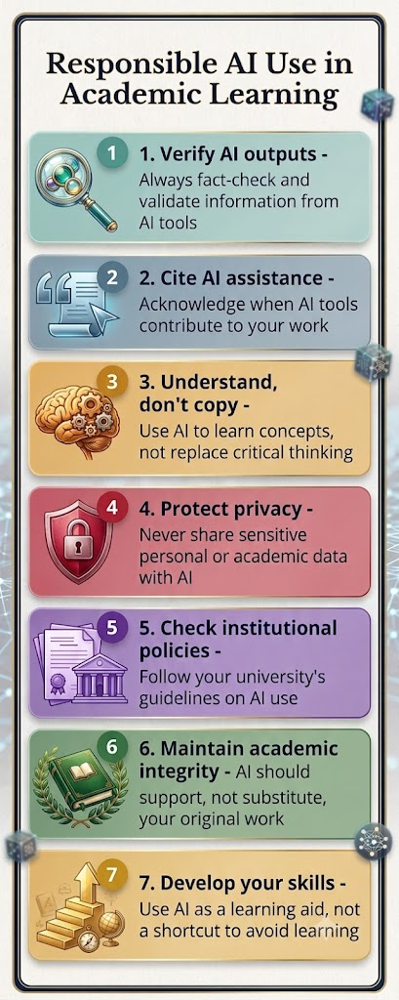 Responsible AI Use in
Academic Learning
1
1. Verify AI outputs -
Always fact-check and
validate information from
AI tools
2
2. Cite AI assistance -
Acknowledge when AI tools
contribute to your work
3
3. Understand,
don't copy -
Use AI to learn concepts,
not replace critical thinking
4
4. Protect privacy -
Never share sensitive
personal or academic data
with AI
5
5. Check institutional
policies -
Follow your university's
guidelines on AI use
6
6. Maintain academic
integrity - AI should
support, not substitute,
your original work
7
7. Develop your skills -
Use AI as a learning aid, not
a shortcut to avoid learning